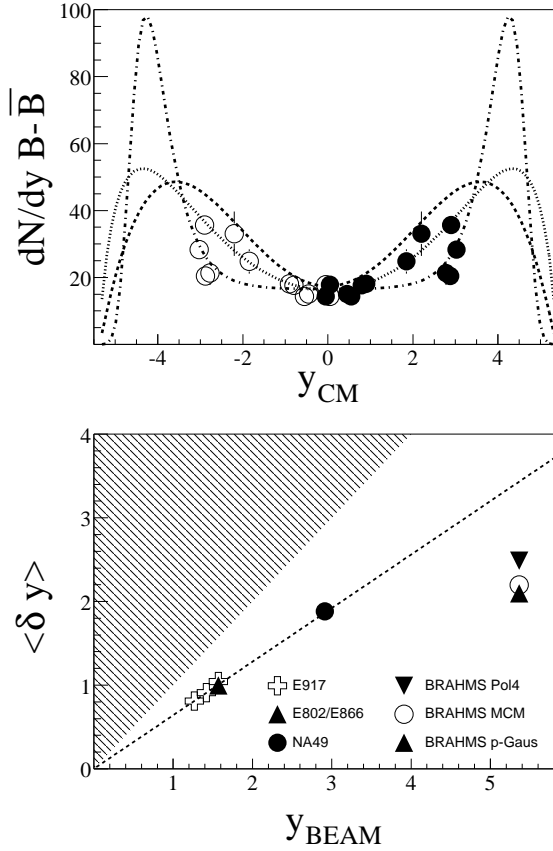 dN/dy B-B̅
100
80
60
40
20
-4 -2 0 2 4
y_CM
<δ y>
4
3
2
1
0
E917
E802/E866
NA49
BRAHMS Pol4
BRAHMS MCM
BRAHMS p-Gaus
1 2 3 4 5
y_BEAM